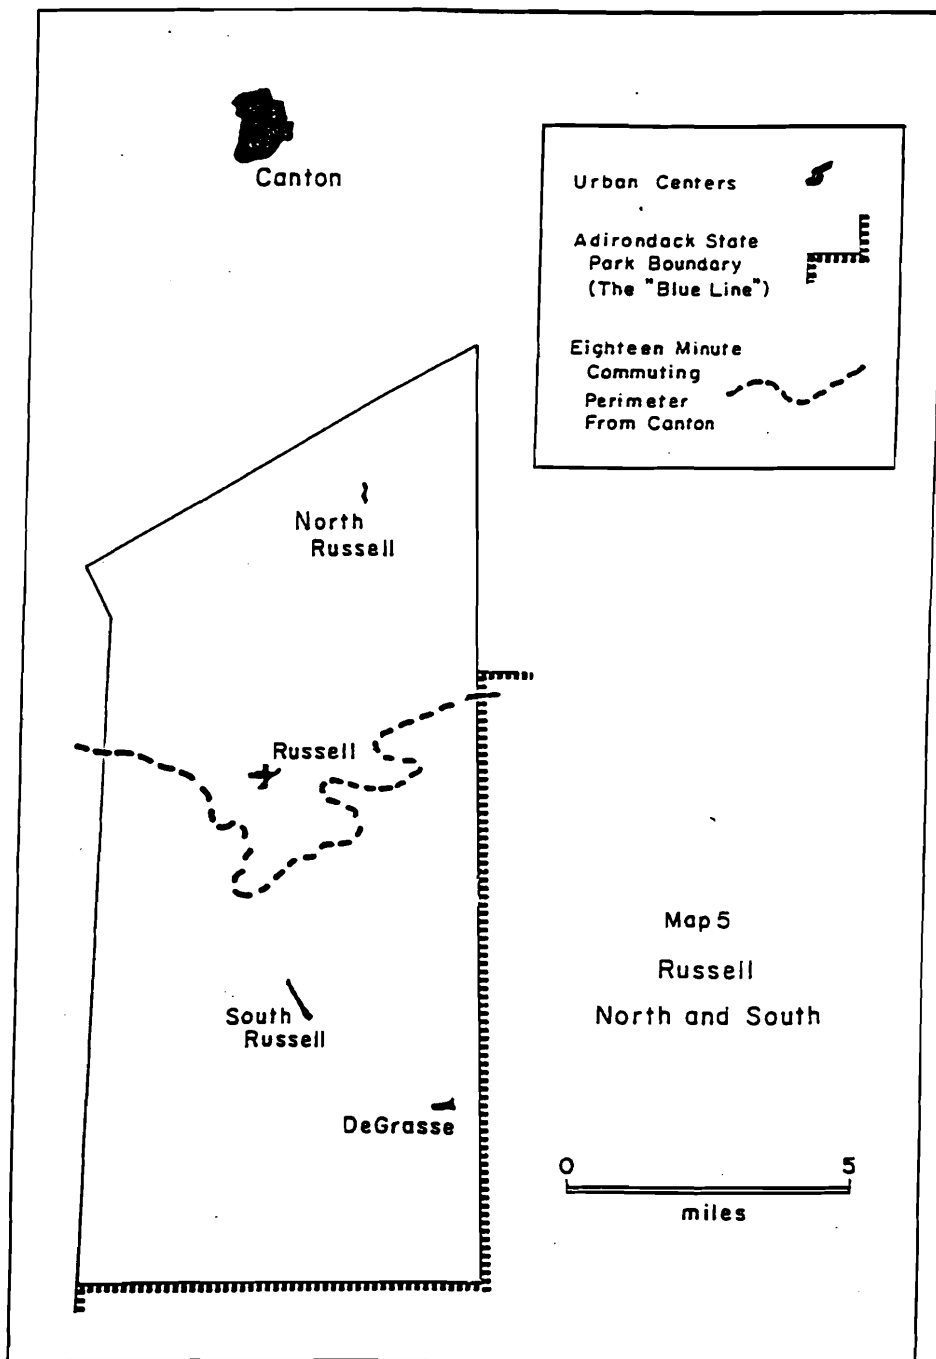 Canton
Urban Centers
Adirondack State
Park Boundary
(The "Blue Line")
Eighteen Minute
Commuting
Perimeter
From Canton
North
Russell
Russell
South
Russell
DeGrasse
Map 5
Russell
North and South
0 5
miles